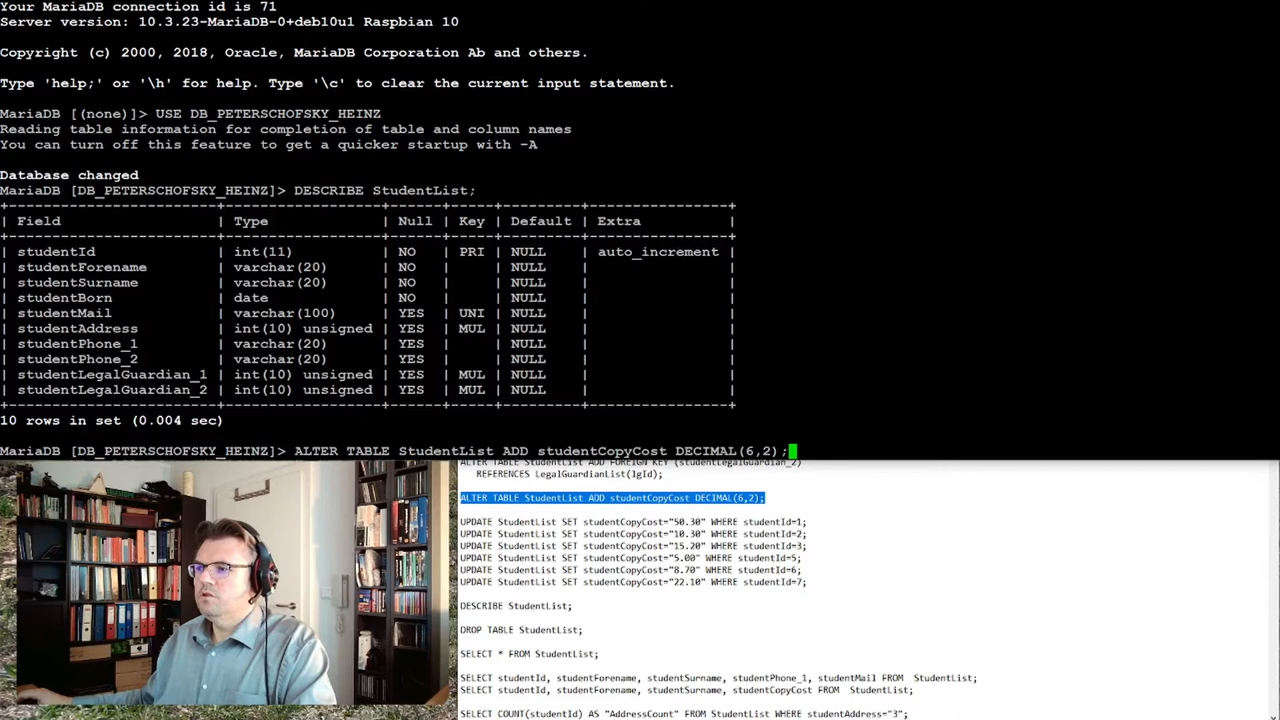 Your MariaDB connection id is 71
Server version: 10.3.23-MariaDB-0+deb10u1 Raspbian 10
Copyright (c) 2000, 2018, Oracle, MariaDB Corporation Ab and others.
Type 'help;' or '\h' for help. Type '\c' to clear the current input statement.
MariaDB [(none)]> USE DB_PETERSCHOFSKY_HEINZ
Reading table information for completion of table and column names
You can turn off this feature to get a quicker startup with -A
Database changed
MariaDB [DB_PETERSCHOFSKY_HEINZ]> DESCRIBE StudentList;
+------------------------+------------------+------+-----+---------+----------------+
| Field | Type | Null | Key | Default | Extra |
+------------------------+------------------+------+-----+---------+----------------+
| studentId | int(11) | NO | PRI | NULL | auto_increment |
| studentForename | varchar(20) | NO | | NULL | |
| studentSurname | varchar(20) | NO | | NULL | |
| studentBorn | date | NO | | NULL | |
| studentMail | varchar(100) | YES | UNI | NULL | |
| studentAddress | int(10) unsigned | YES | MUL | NULL | |
| studentPhone_1 | varchar(20) | YES | | NULL | |
| studentPhone_2 | varchar(20) | YES | | NULL | |
| studentLegalGuardian_1 | int(10) unsigned | YES | MUL | NULL | |
| studentLegalGuardian_2 | int(10) unsigned | YES | MUL | NULL | |
+------------------------+------------------+------+-----+---------+----------------+
10 rows in set (0.004 sec)
MariaDB [DB_PETERSCHOFSKY_HEINZ]> ALTER TABLE StudentList ADD studentCopyCost DECIMAL(6,2);
ALTER TABLE StudentList ADD FOREIGN KEY (studentLegalGuardian_2)
REFERENCES LegalGuardianList(lgId);
ALTER TABLE StudentList ADD studentCopyCost DECIMAL(6,2);
UPDATE StudentList SET studentCopyCost="50.30" WHERE studentId=1;
UPDATE StudentList SET studentCopyCost="10.30" WHERE studentId=2;
UPDATE StudentList SET studentCopyCost="15.20" WHERE studentId=3;
UPDATE StudentList SET studentCopyCost="5.00" WHERE studentId=5;
UPDATE StudentList SET studentCopyCost="8.70" WHERE studentId=6;
UPDATE StudentList SET studentCopyCost="22.10" WHERE studentId=7;
DESCRIBE StudentList;
DROP TABLE StudentList;
SELECT * FROM StudentList;
SELECT studentId, studentForename, studentSurname, studentPhone_1, studentMail FROM StudentList;
SELECT studentId, studentForename, studentSurname, studentCopyCost FROM StudentList;
SELECT COUNT(studentId) AS "AddressCount" FROM StudentList WHERE studentAddress="3";